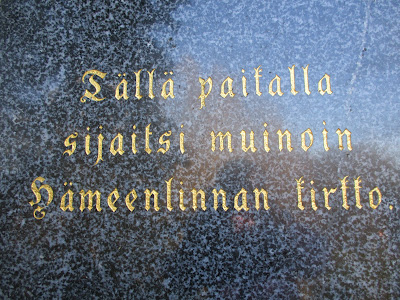 Tällä paikalla
sijaitsi muinoin
Hämeenlinnan kirkko.